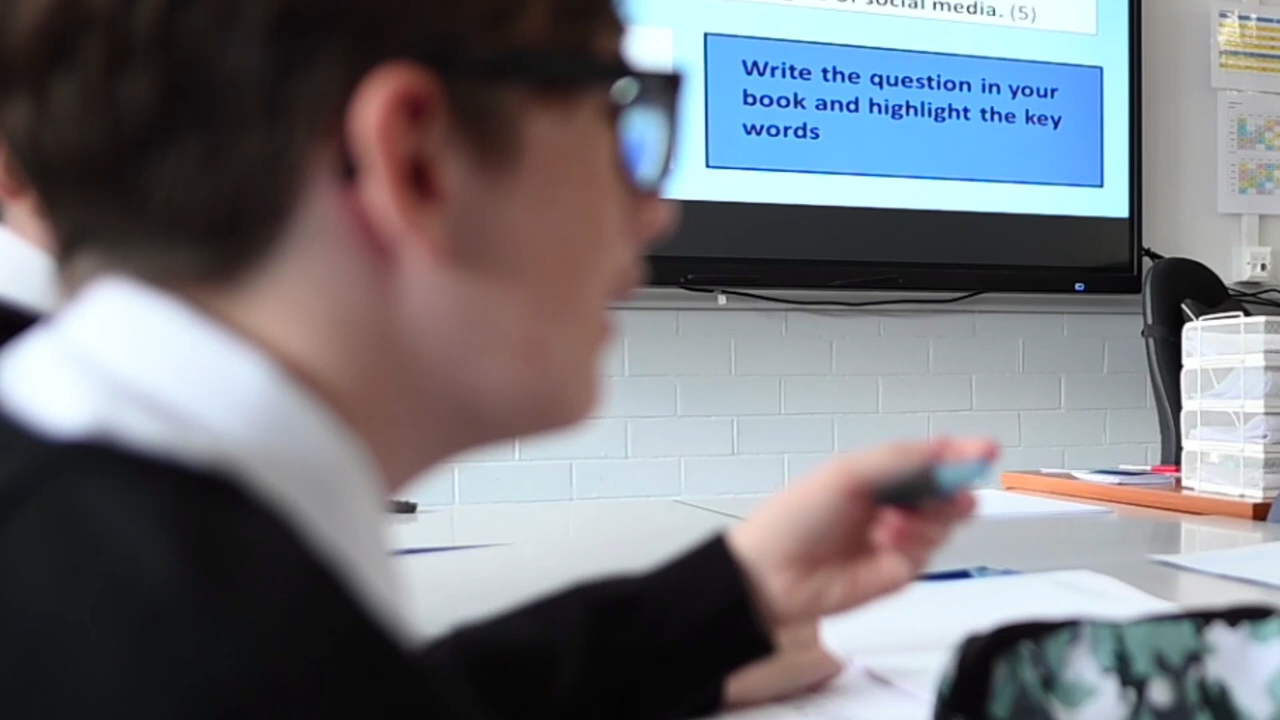 social media. (5)
Write the question in your
book and highlight the key
words